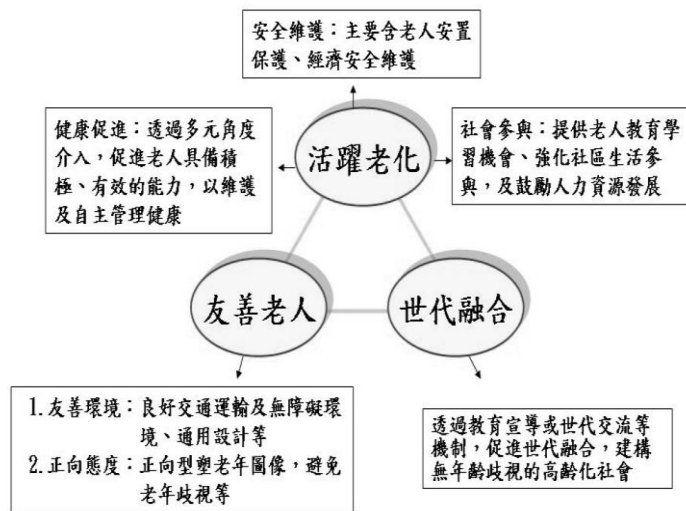 安全維護：主要含老人安置
保護、經濟安全維護
健康促進：透過多元角度
介入，促進老人具備積
極、有效的能力，以維護
及自主管理健康
活躍老化
社會參與：提供老人教育學
習機會、強化社區生活參
與，及鼓勵人力資源發展
友善老人
世代融合
1.友善環境：良好交通運輸及無障礙環
境、通用設計等
2.正向態度：正向型塑老年圖像，避免
老年歧視等
透過教育宣導或世代交流等
機制，促進世代融合，建構
無年齡歧視的高齡化社會